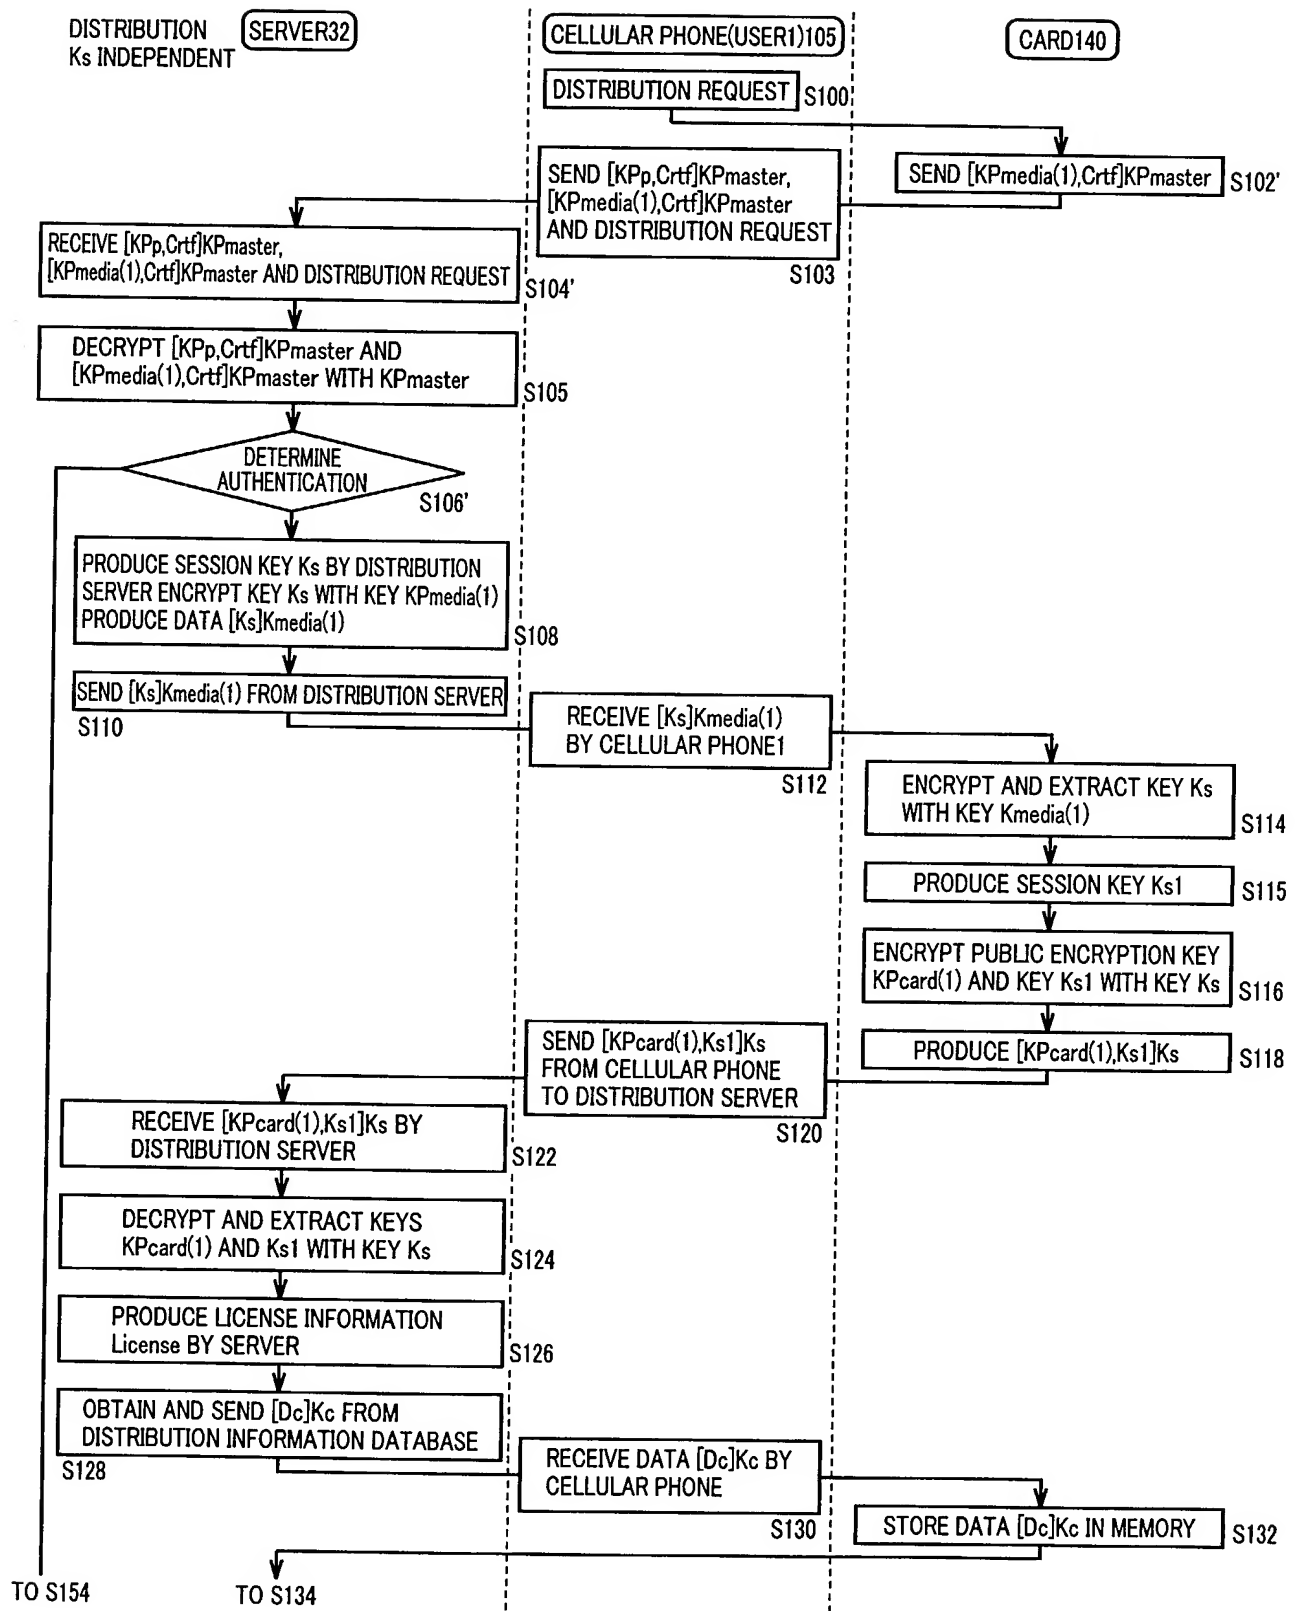 DISTRIBUTION
Ks INDEPENDENT
SERVER32
CELLULAR PHONE(USER1)105
CARD140
DISTRIBUTION REQUEST
S100
SEND [KPmedia(1),Crtf]KPmaster
S102'
SEND [KPp,Crtf]KPmaster,
[KPmedia(1),Crtf]KPmaster
AND DISTRIBUTION REQUEST
S103
RECEIVE [KPp,Crtf]KPmaster,
[KPmedia(1),Crtf]KPmaster AND DISTRIBUTION REQUEST
S104'
DECRYPT [KPp,Crtf]KPmaster AND
[KPmedia(1),Crtf]KPmaster WITH KPmaster
S105
DETERMINE
AUTHENTICATION
S106'
PRODUCE SESSION KEY Ks BY DISTRIBUTION
SERVER ENCRYPT KEY Ks WITH KEY KPmedia(1)
PRODUCE DATA [Ks]Kmedia(1)
S108
SEND [Ks]Kmedia(1) FROM DISTRIBUTION SERVER
S110
RECEIVE [Ks]Kmedia(1)
BY CELLULAR PHONE1
S112
ENCRYPT AND EXTRACT KEY Ks
WITH KEY Kmedia(1)
S114
PRODUCE SESSION KEY Ks1
S115
ENCRYPT PUBLIC ENCRYPTION KEY
KPcard(1) AND KEY Ks1 WITH KEY Ks
S116
PRODUCE [KPcard(1),Ks1]Ks
S118
SEND [KPcard(1),Ks1]Ks
FROM CELLULAR PHONE
TO DISTRIBUTION SERVER
S120
RECEIVE [KPcard(1),Ks1]Ks BY
DISTRIBUTION SERVER
S122
DECRYPT AND EXTRACT KEYS
KPcard(1) AND Ks1 WITH KEY Ks
S124
PRODUCE LICENSE INFORMATION
License BY SERVER
S126
OBTAIN AND SEND [Dc]Kc FROM
DISTRIBUTION INFORMATION DATABASE
S128
RECEIVE DATA [Dc]Kc BY
CELLULAR PHONE
S130
STORE DATA [Dc]Kc IN MEMORY
S132
TO S154
TO S134